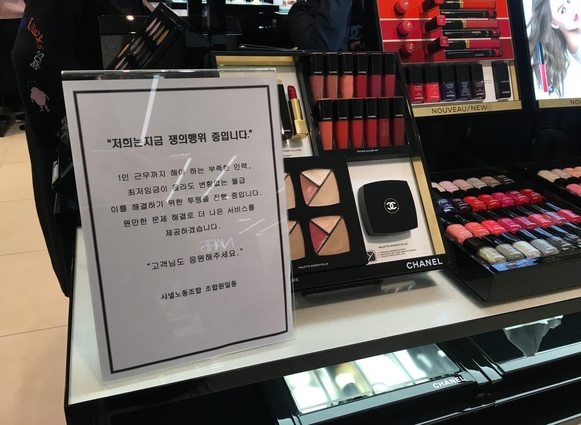 "저희는지금 쟁의행위 중입니다."
1인 근무까지 해야 하는 부족한 인력,
최저임금이 올라도 변함없는 월급
이를 해결하기 위한 투쟁을 진행 중입니다.
원만한 문제 해결로 더 나은 서비스를
제공하겠습니다.
"고객님도 응원해주세요."
샤넬노동조합 조합원일동
NOUVEAU/NEW
CHANEL
CHANEL